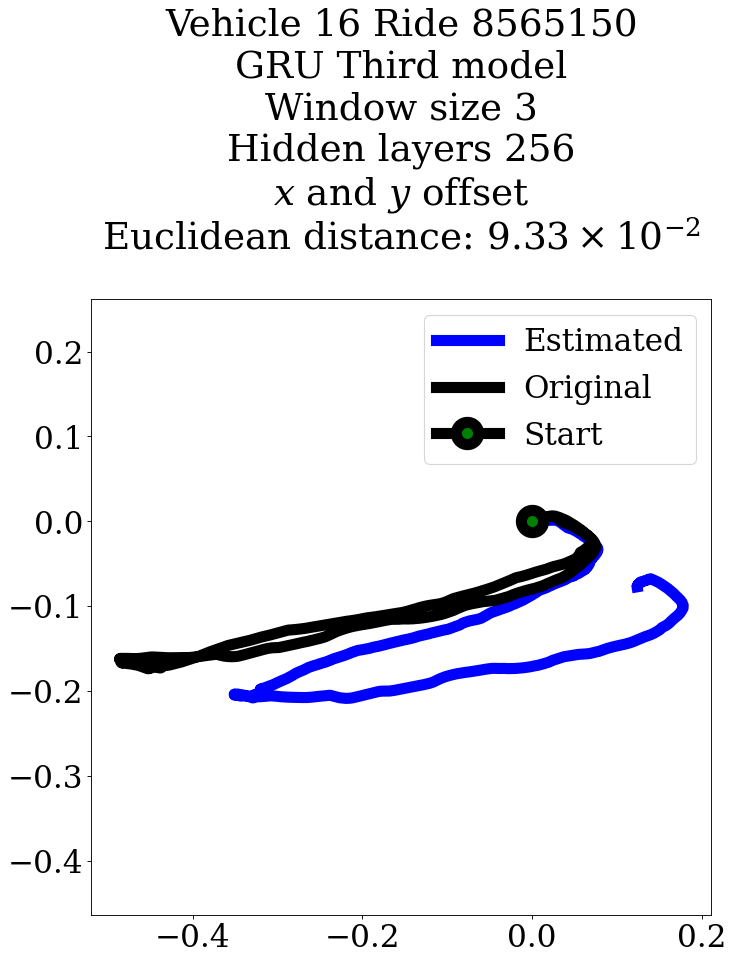 Vehicle 16 Ride 8565150
GRU Third model
Window size 3
Hidden layers 256
x and y offset
Euclidean distance: 9.33 × 10⁻²
Estimated
Original
Start
0.2
0.1
0.0
−0.1
−0.2
−0.3
−0.4
−0.4 −0.2 0.0 0.2